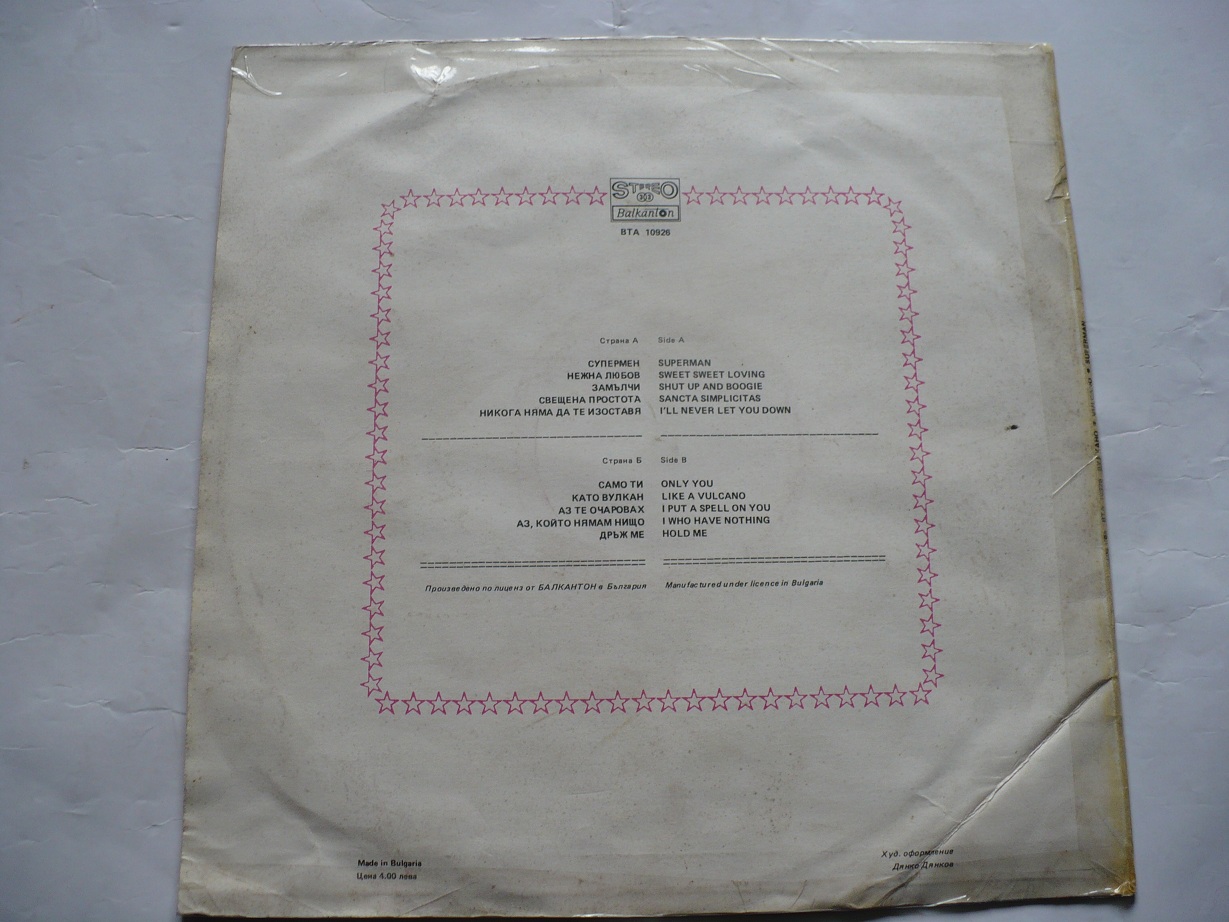 STEREO
Balkanton
ВТА 10926
Страна А Side A
СУПЕРМЕН SUPERMAN
НЕЖНА ЛЮБОВ SWEET SWEET LOVING
ЗАМЪЛЧИ SHUT UP AND BOOGIE
СВЕЩЕНА ПРОСТОТА SANCTA SIMPLICITAS
НИКОГА НЯМА ДА ТЕ ИЗОСТАВЯ I'LL NEVER LET YOU DOWN
Страна Б Side B
САМО ТИ ONLY YOU
КАТО ВУЛКАН LIKE A VULCANO
АЗ ТЕ ОЧАРОВАХ I PUT A SPELL ON YOU
АЗ, КОЙТО НЯМАМ НИЩО I WHO HAVE NOTHING
ДРЪЖ МЕ HOLD ME
Произведено по лиценз от БАЛКАНТОН в България Manufactured under licence in Bulgaria
Made in Bulgaria
Цена 4.00 лева
Худ. оформление
Дянко Дянков
SUPERMAN